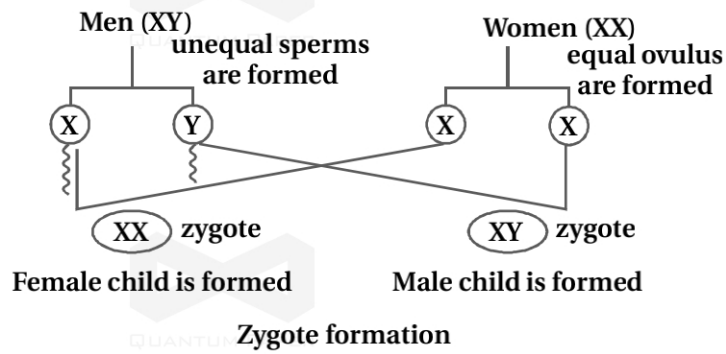 Men (XY)
unequal sperms
are formed
Women (XX)
equal ovulus
are formed
X
Y
X
X
XX
zygote
XY
zygote
Female child is formed
Male child is formed
Zygote formation